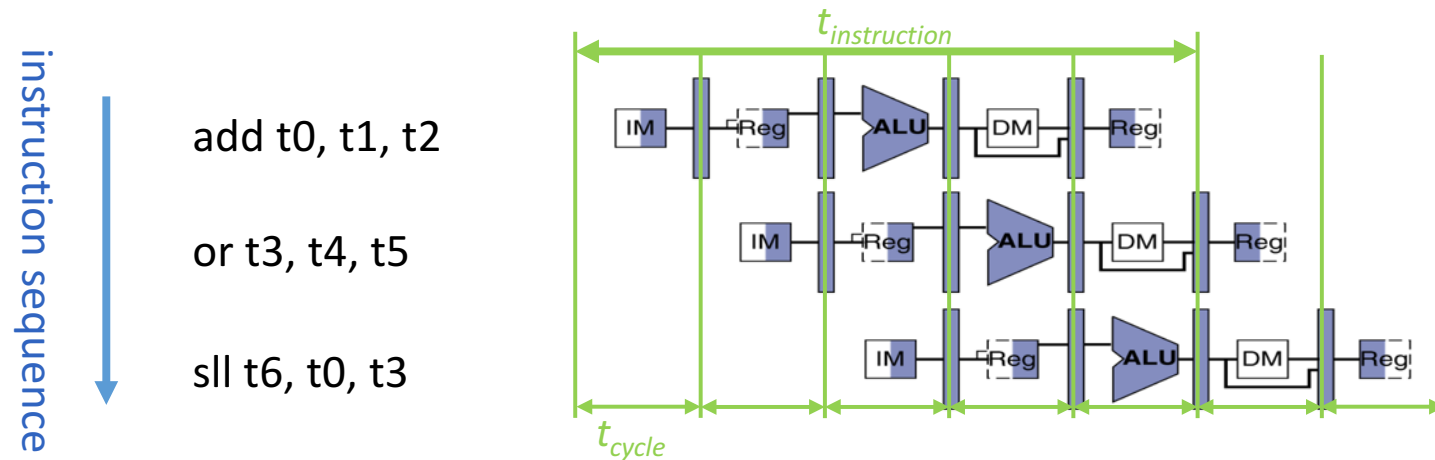 instruction sequence
t_instruction
add t0, t1, t2
IM Reg ALU DM Reg
or t3, t4, t5
IM Reg ALU DM Reg
sll t6, t0, t3
IM Reg ALU DM Reg
t_cycle